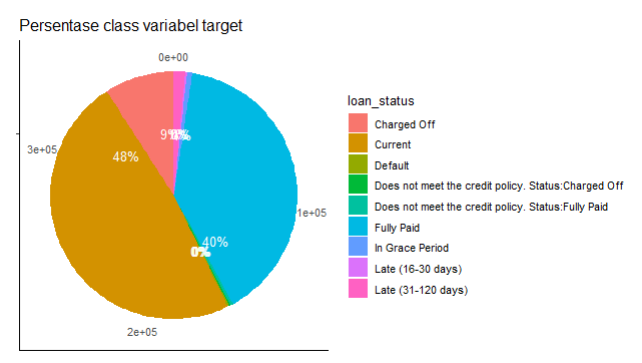 Persentase class variabel target
0e+00
9%
48%
3e+05
1e+05
40%
0%
2e+05
loan_status
Charged Off
Current
Default
Does not meet the credit policy. Status:Charged Off
Does not meet the credit policy. Status:Fully Paid
Fully Paid
In Grace Period
Late (16-30 days)
Late (31-120 days)